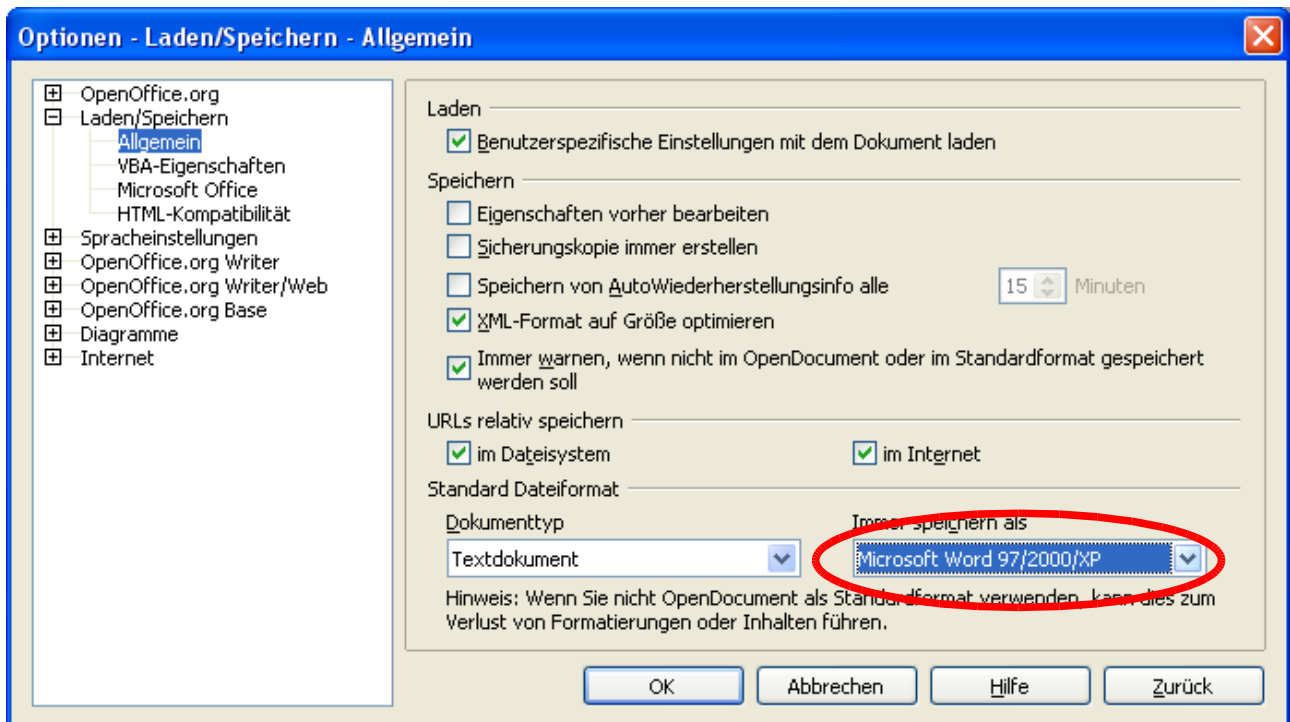 Optionen - Laden/Speichern - Allgemein
OpenOffice.org
Laden/Speichern
Allgemein
VBA-Eigenschaften
Microsoft Office
HTML-Kompatibilität
Spracheinstellungen
OpenOffice.org Writer
OpenOffice.org Writer/Web
OpenOffice.org Base
Diagramme
Internet
Laden
Benutzerspezifische Einstellungen mit dem Dokument laden
Speichern
Eigenschaften vorher bearbeiten
Sicherungskopie immer erstellen
Speichern von AutoWiederherstellungsinfo alle 15 Minuten
XML-Format auf Größe optimieren
Immer warnen, wenn nicht im OpenDocument oder im Standardformat gespeichert
werden soll
URLs relativ speichern
im Dateisystem im Internet
Standard Dateiformat
Dokumenttyp Immer speichern als
Textdokument Microsoft Word 97/2000/XP
Hinweis: Wenn Sie nicht OpenDocument als Standardformat verwenden, kann dies zum
Verlust von Formatierungen oder Inhalten führen.
OK Abbrechen Hilfe Zurück